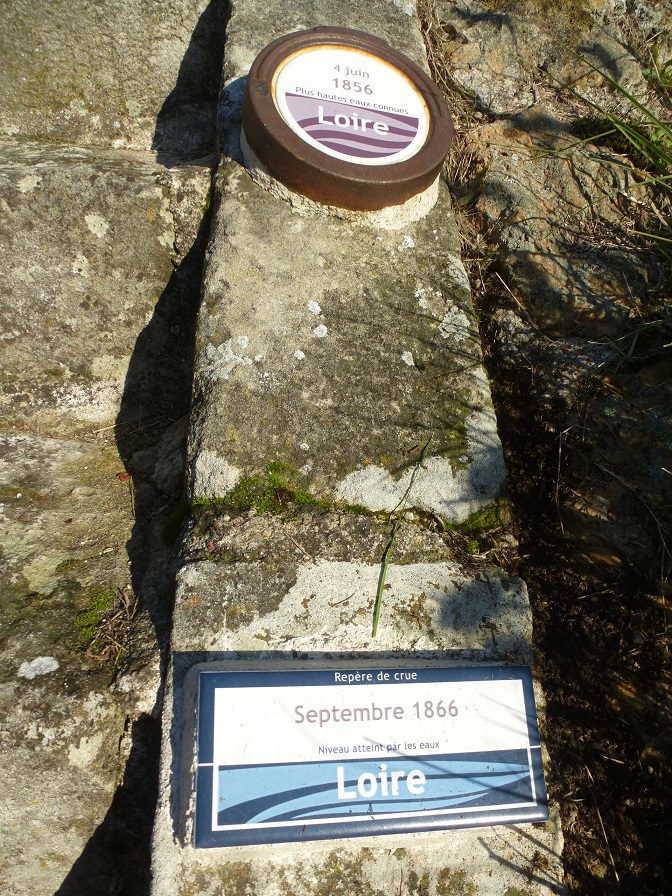 4 juin
1856
Plus hautes eaux connues
Loire
Repère de crue
Septembre 1866
Niveau atteint par les eaux
Loire